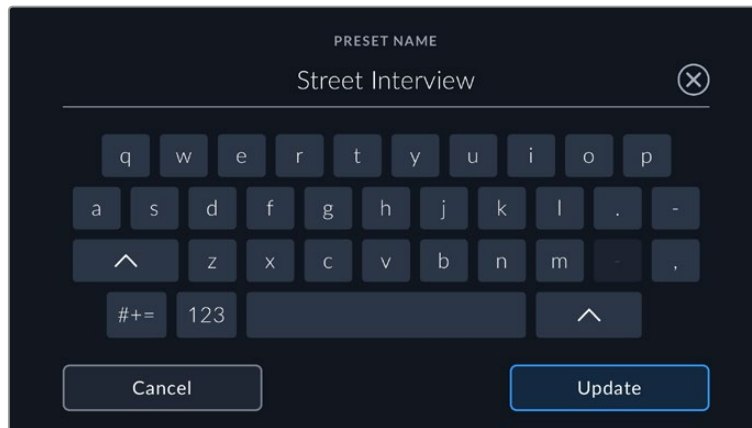 PRESET NAME
Street Interview
q w e r t y u i o p
a s d f g h j k l . -
z x c v b n m - ,
#+= 123
Cancel Update